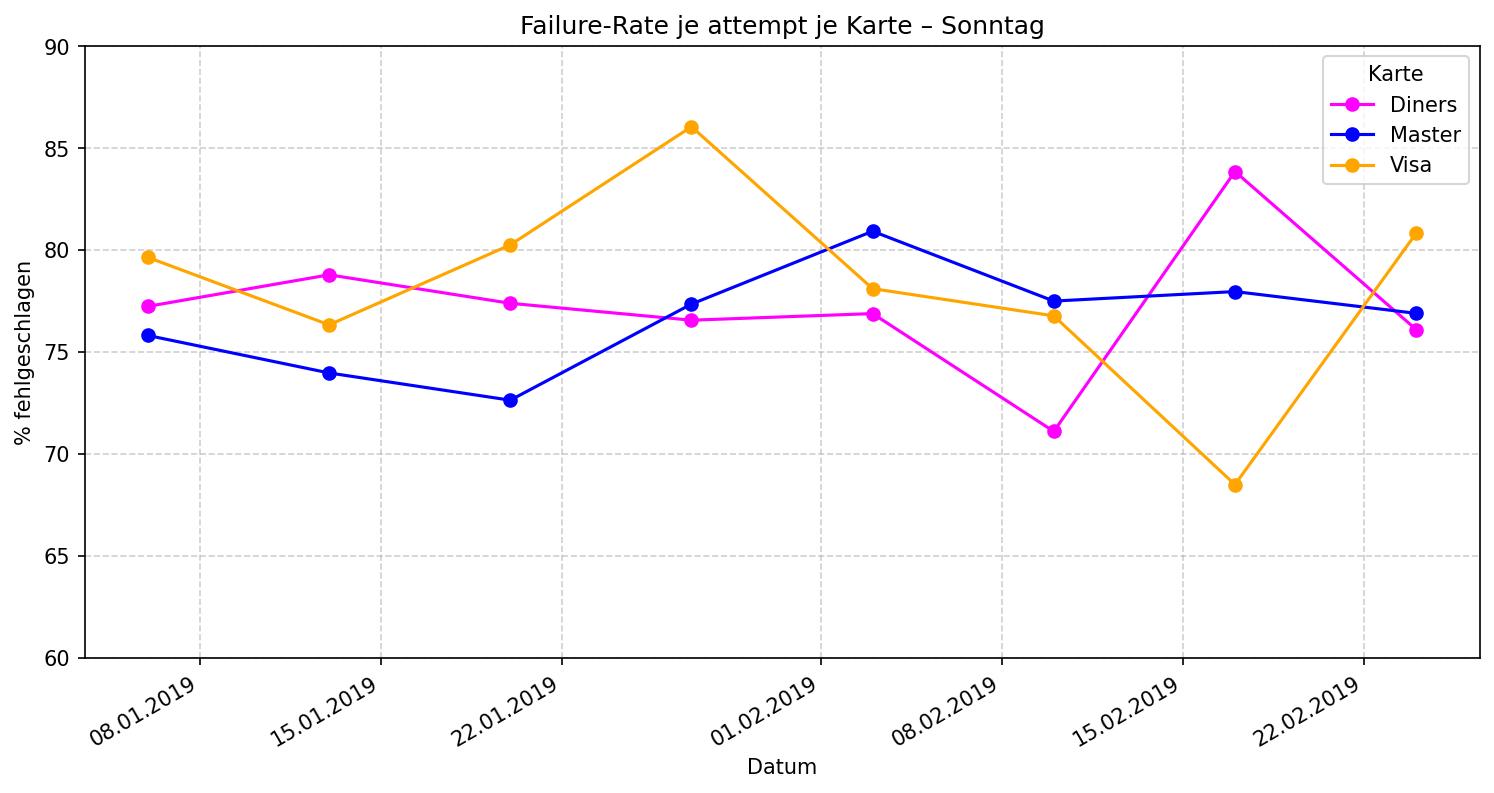 Failure-Rate je attempt je Karte – Sonntag
% fehlgeschlagen
90
85
80
75
70
65
60
Karte
Diners
Master
Visa
08.01.2019
15.01.2019
22.01.2019
01.02.2019
08.02.2019
15.02.2019
22.02.2019
Datum